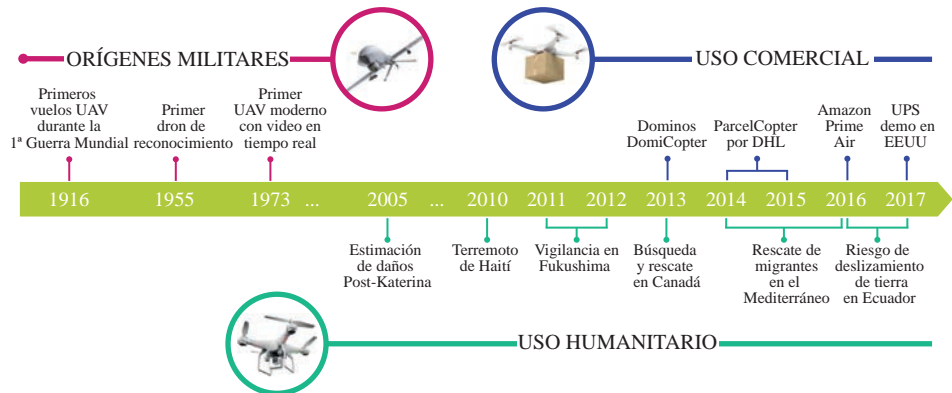 ORÍGENES MILITARES
USO COMERCIAL
Primeros
vuelos UAV
durante la
1ª Guerra Mundial
Primer
dron de
reconocimiento
Primer
UAV moderno
con video en
tiempo real
Dominos
DomiCopter
ParcelCopter
por DHL
Amazon
Prime
Air
UPS
demo en
EEUU
1916 1955 1973 ... 2005 ... 2010 2011 2012 2013 2014 2015 2016 2017
Estimación
de daños
Post-Katerina
Terremoto
de Haití
Vigilancia en
Fukushima
Búsqueda
y rescate
en Canadá
Rescate de
migrantes
en el
Mediterráneo
Riesgo de
deslizamiento
de tierra
en Ecuador
USO HUMANITARIO